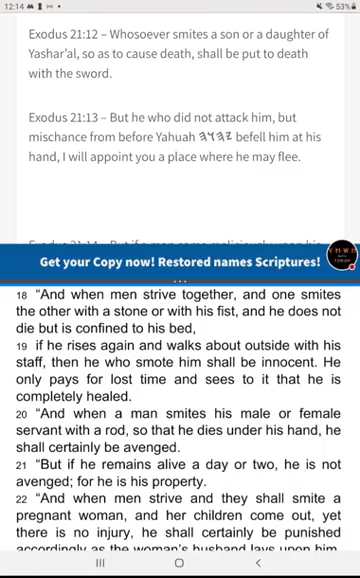 12:14
53%
Exodus 21:12 – Whosoever smites a son or a daughter of
Yashar'al, so as to cause death, shall be put to death
with the sword.
Exodus 21:13 – But he who did not attack him, but
mischance from before Yahuah 𐤉𐤄𐤅𐤄 befell him at his
hand, I will appoint you a place where he may flee.
Get your Copy now! Restored names Scriptures!
18 “And when men strive together, and one smites
the other with a stone or with his fist, and he does not
die but is confined to his bed,
19 if he rises again and walks about outside with his
staff, then he who smote him shall be innocent. He
only pays for lost time and sees to it that he is
completely healed.
20 “And when a man smites his male or female
servant with a rod, so that he dies under his hand, he
shall certainly be avenged.
21 “But if he remains alive a day or two, he is not
avenged; for he is his property.
22 “And when men strive and they shall smite a
pregnant woman, and her children come out, yet
there is no injury, he shall certainly be punished
accordingly as the woman's husband lays upon him